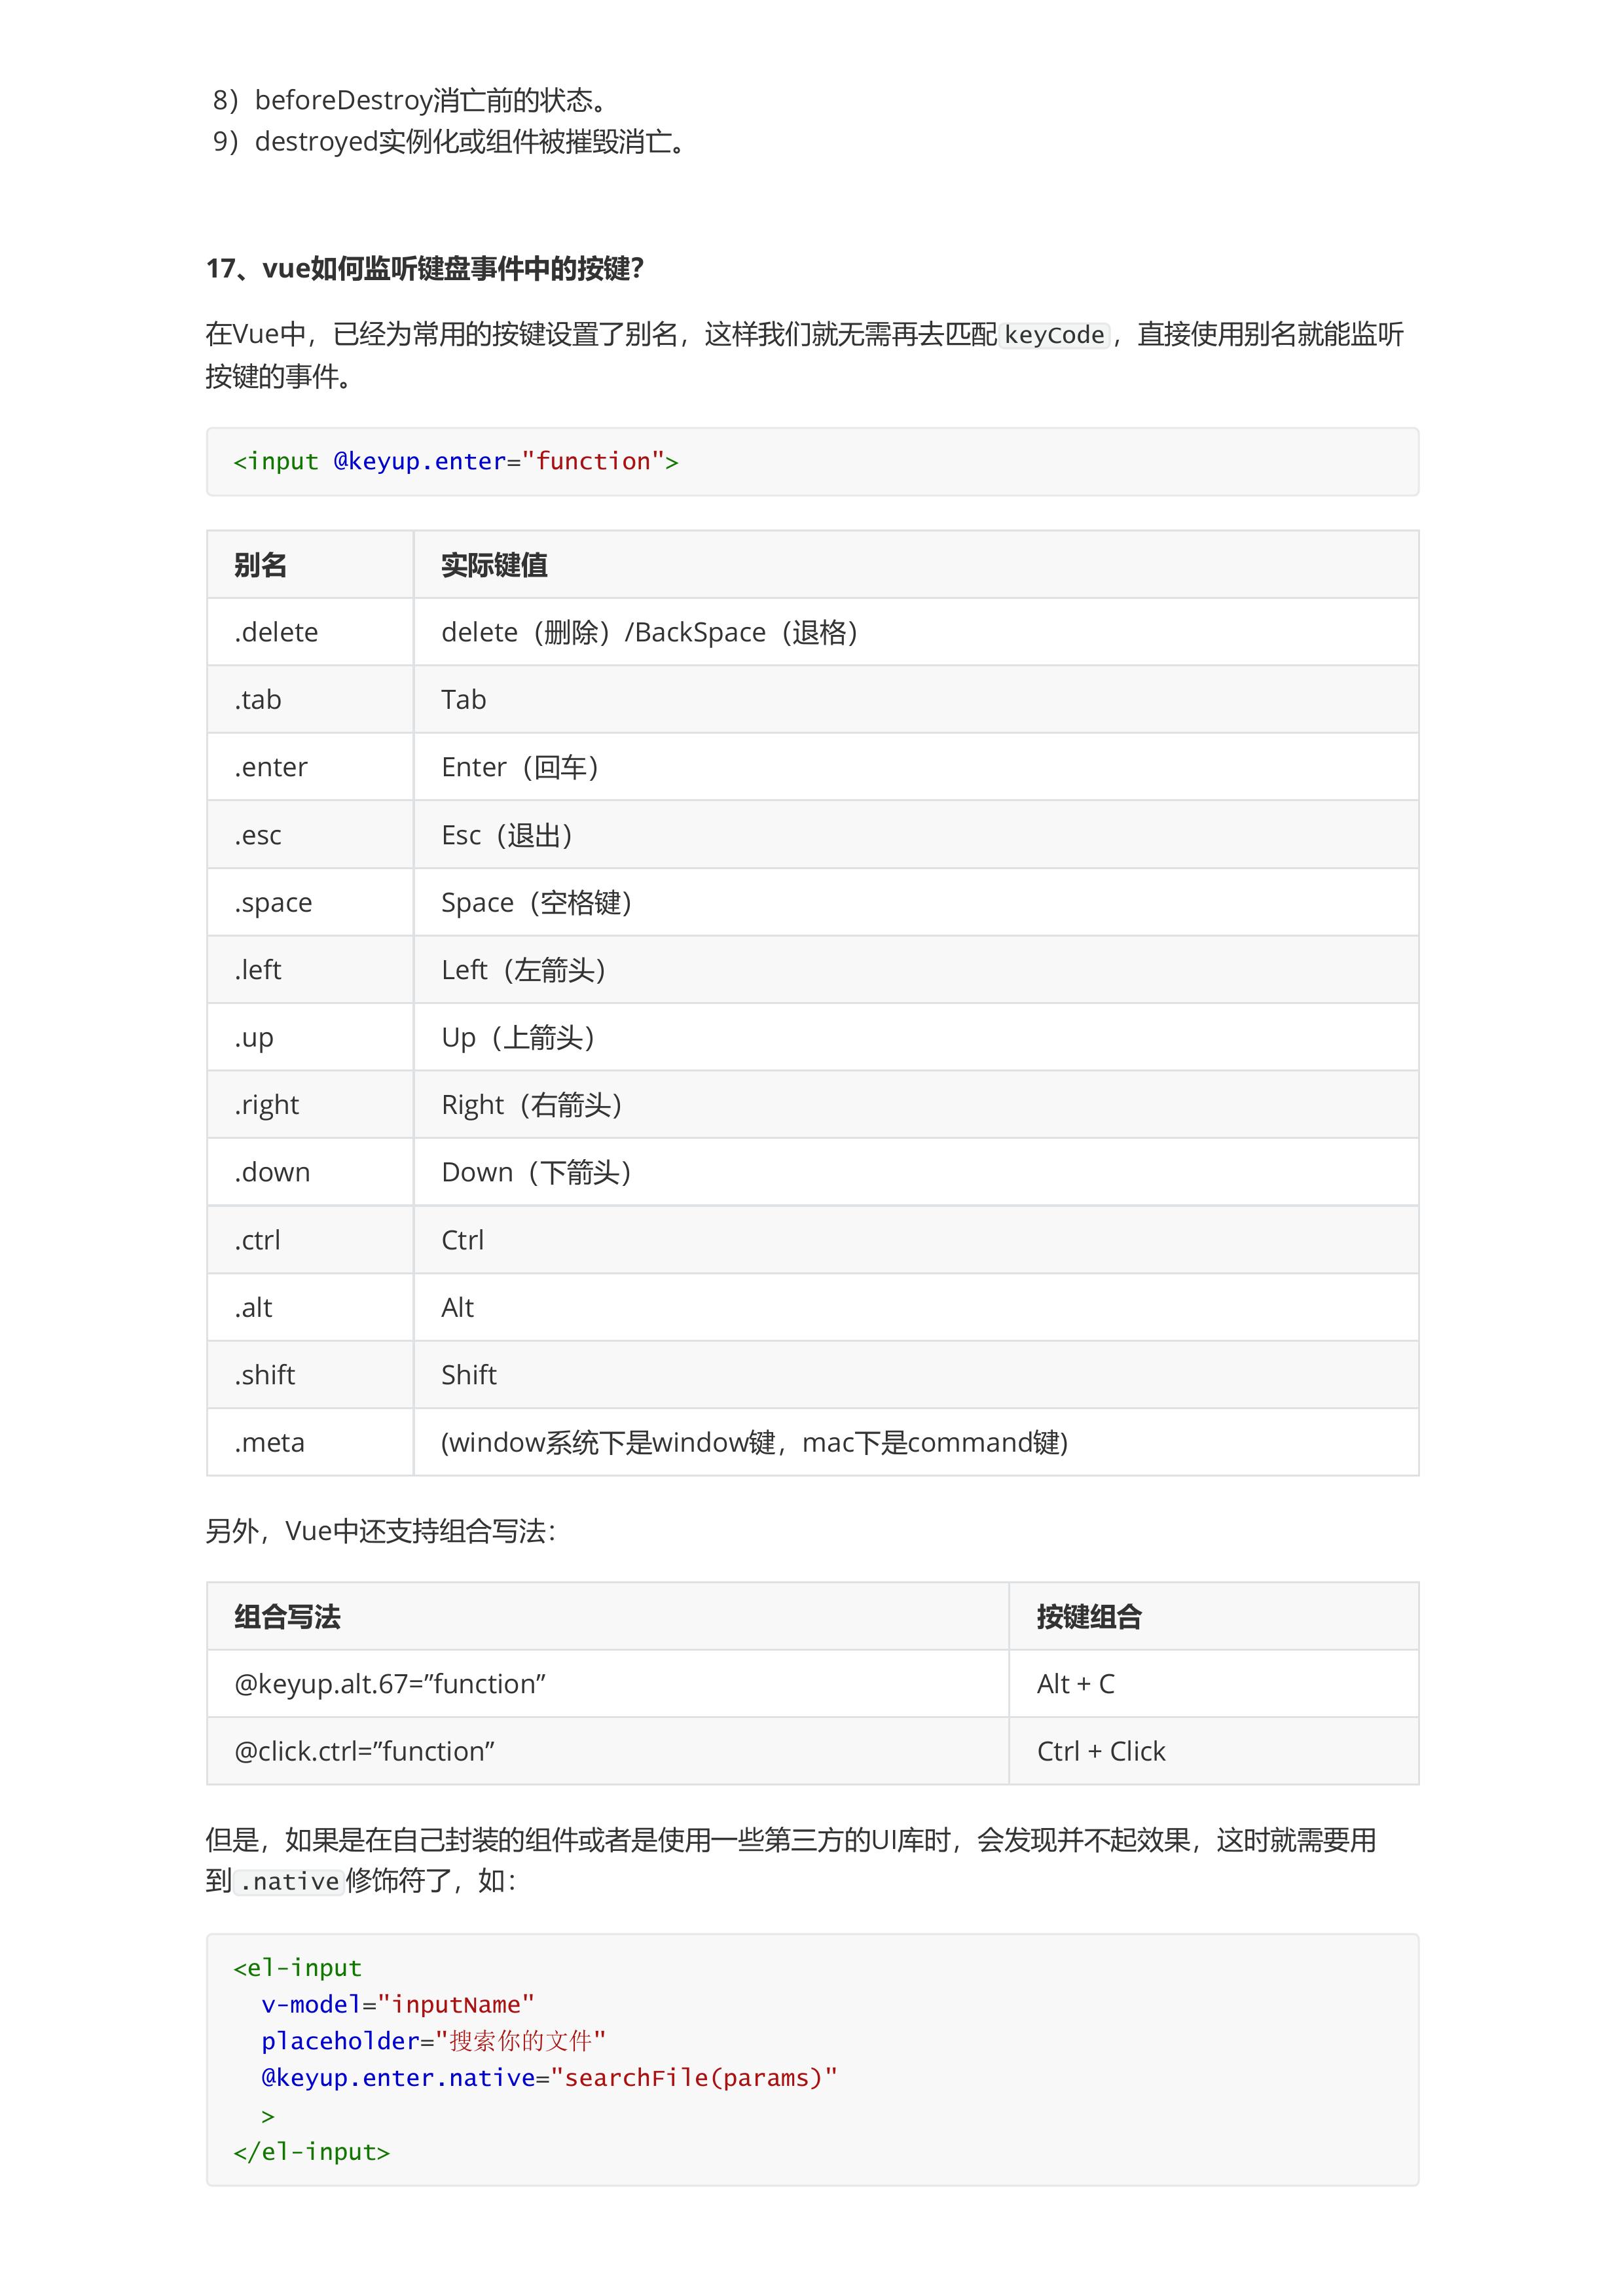 8）beforeDestroy消亡前的状态。
9）destroyed实例化或组件被摧毁消亡。
17、vue如何监听键盘事件中的按键？
在Vue中，已经为常用的按键设置了别名，这样我们就无需再去匹配keyCode，直接使用别名就能监听
按键的事件。
<input @keyup.enter="function">
别名 实际键值
.delete delete（删除）/BackSpace（退格）
.tab Tab
.enter Enter（回车）
.esc Esc（退出）
.space Space（空格键）
.left Left（左箭头）
.up Up（上箭头）
.right Right（右箭头）
.down Down（下箭头）
.ctrl Ctrl
.alt Alt
.shift Shift
.meta (window系统下是window键，mac下是command键)
另外，Vue中还支持组合写法：
组合写法 按键组合
@keyup.alt.67=”function” Alt + C
@click.ctrl=”function” Ctrl + Click
但是，如果是在自己封装的组件或者是使用一些第三方的UI库时，会发现并不起效果，这时就需要用
到.native修饰符了，如：
<el-input
v-model="inputName"
placeholder="搜索你的文件"
@keyup.enter.native="searchFile(params)"
>
</el-input>